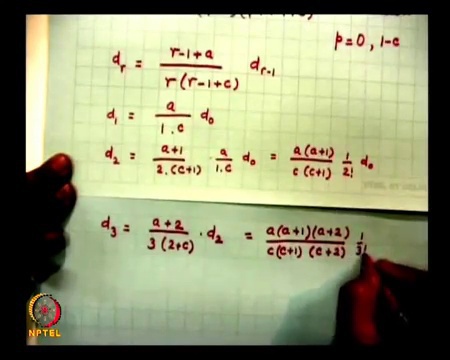 p=0, 1-c
d_r = \frac{r-1+a}{r(r-1+c)} d_{r-1}
d_1 = \frac{a}{1.c} d_0
d_2 = \frac{a+1}{2.(c+1)} . \frac{a}{1.c} d_0 = \frac{a(a+1)}{c(c+1)} \frac{1}{2!} d_0
d_3 = \frac{a+2}{3(2+c)} . d_2 = \frac{a(a+1)(a+2)}{c(c+1)(c+2)} \frac{1}{3!}
NPTEL